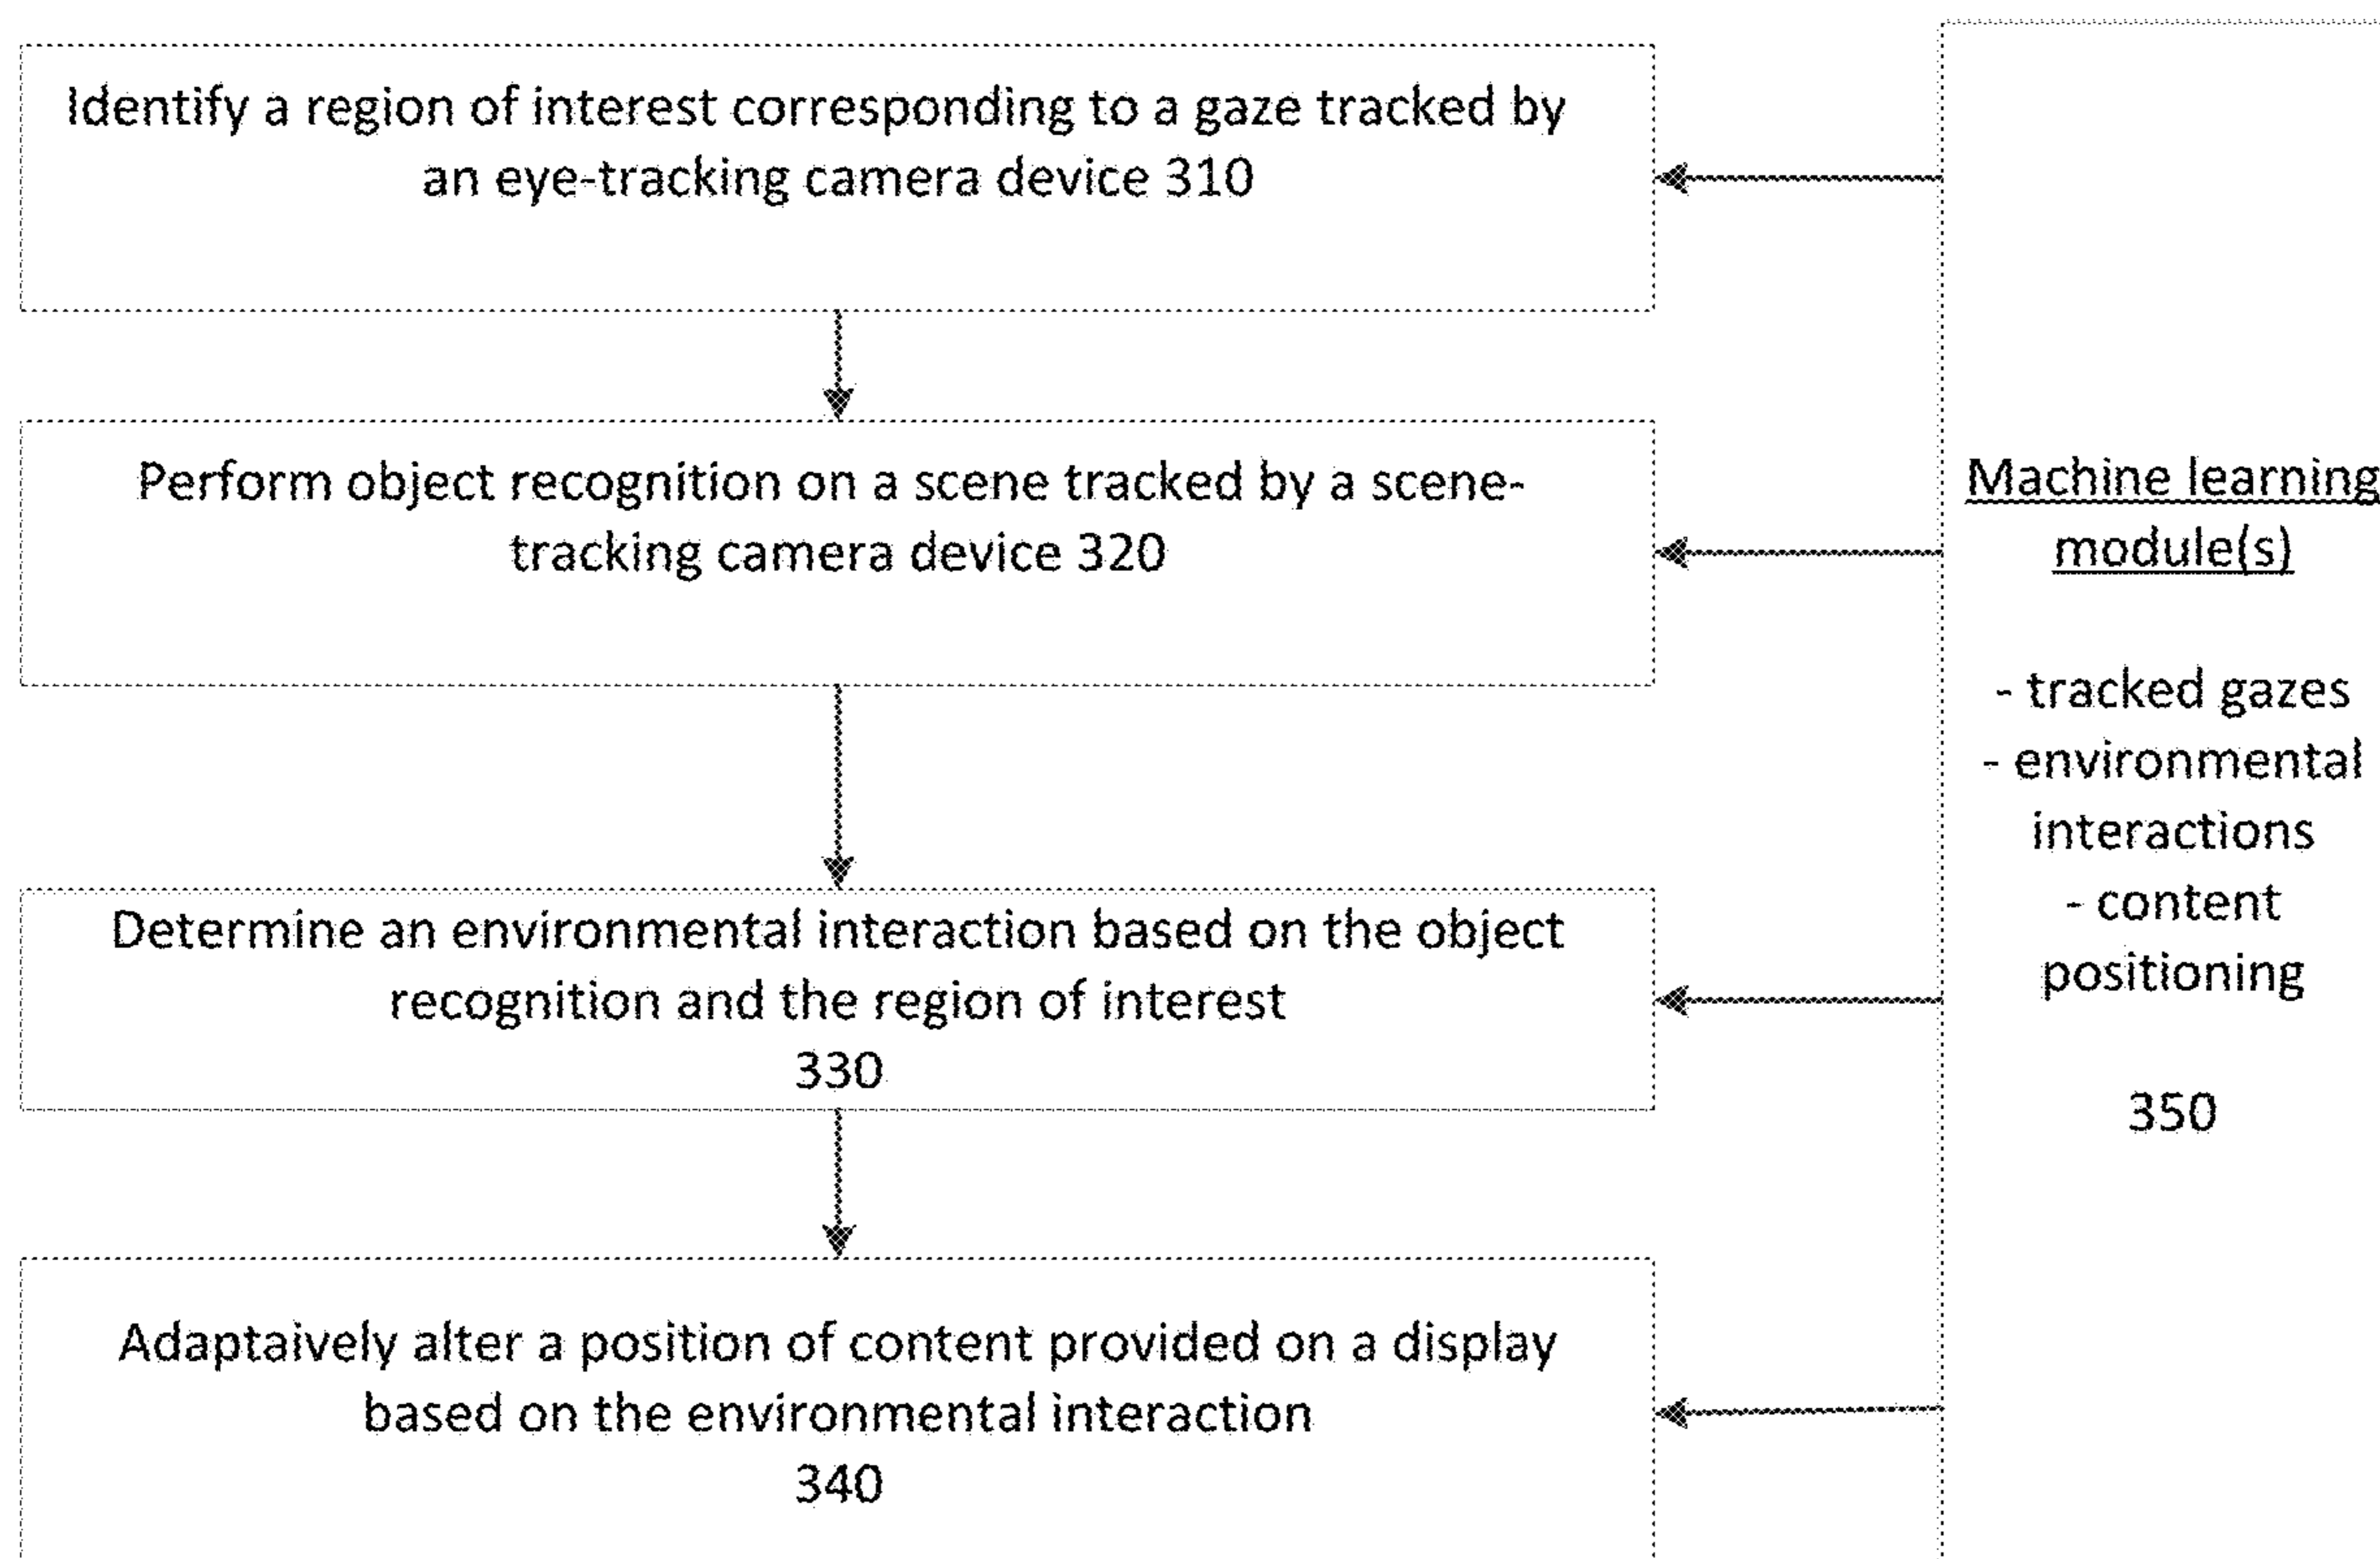 Identify a region of interest corresponding to a gaze tracked by
an eye-tracking camera device 310
Perform object recognition on a scene tracked by a scene-
tracking camera device 320
Determine an environmental interaction based on the object
recognition and the region of interest
330
Adaptaively alter a position of content provided on a display
based on the environmental interaction
340
Machine learning
module(s)
- tracked gazes
- environmental
interactions
- content
positioning
350